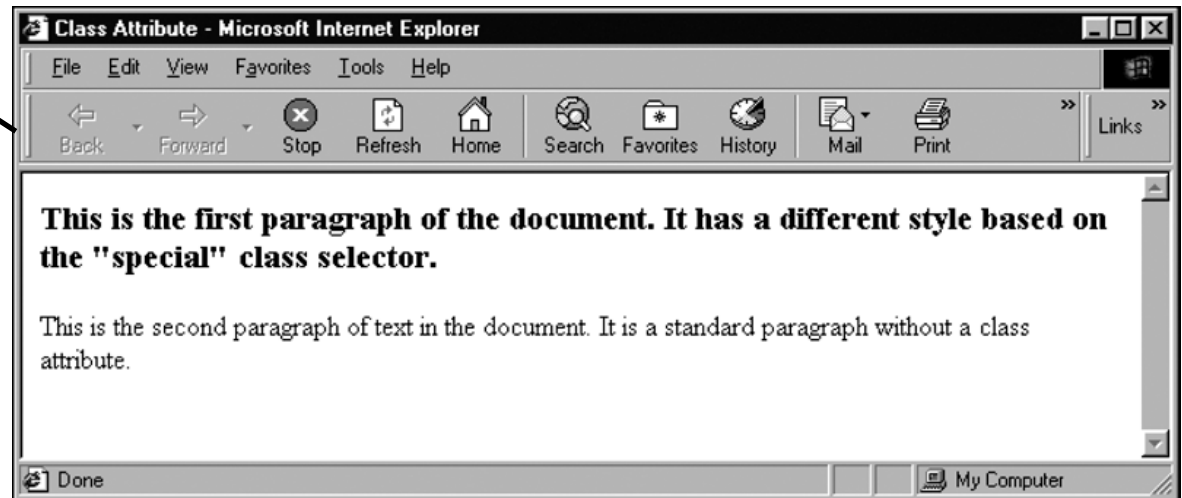 Class Attribute - Microsoft Internet Explorer
File Edit View Favorites Tools Help
Back Forward Stop Refresh Home Search Favorites History Mail Print » Links »
This is the first paragraph of the document. It has a different style based on
the "special" class selector.
This is the second paragraph of text in the document. It is a standard paragraph without a class
attribute.
Done My Computer